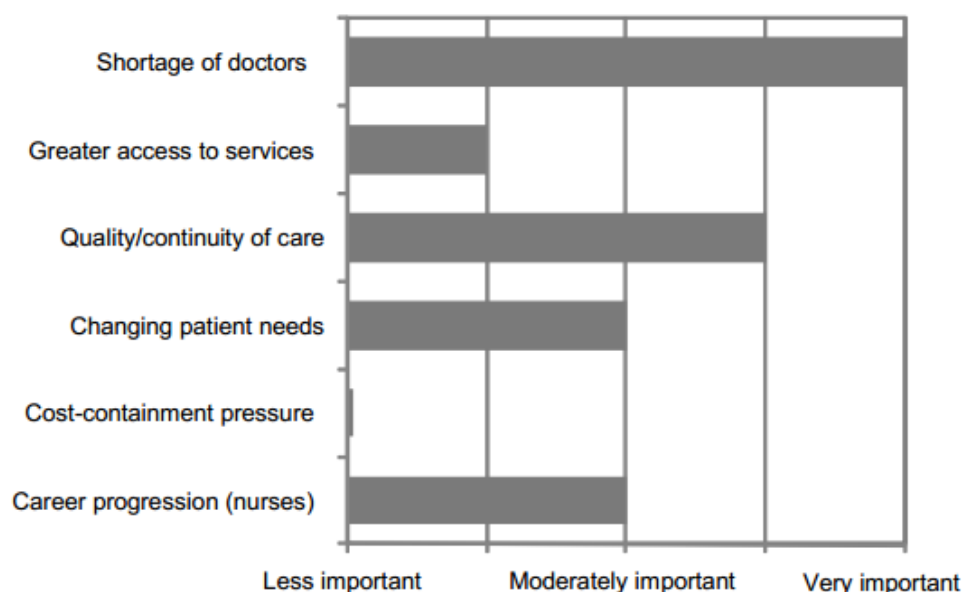 Shortage of doctors
Greater access to services
Quality/continuity of care
Changing patient needs
Cost-containment pressure
Career progression (nurses)
Less important Moderately important Very important